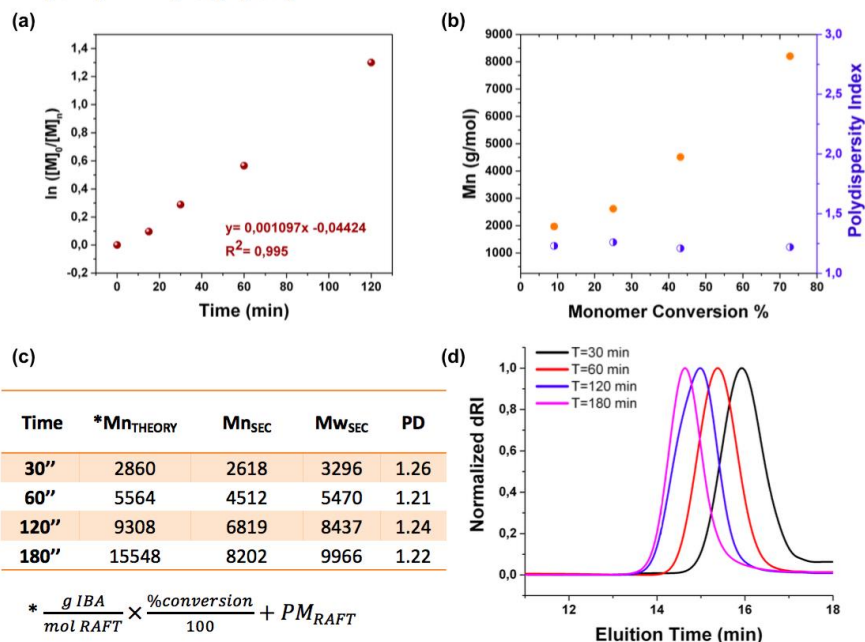 (a)
1,4
1,2
1,0
0,8
0,6
0,4
0,2
0,0
-0,2
ln ([M]0/[M]n)
y= 0,001097x -0,04424
R2= 0,995
0 20 40 60 80 100 120
Time (min)
(b)
9000
8000
7000
6000
5000
4000
3000
2000
1000
Mn (g/mol)
3,0
2,5
2,0
1,5
1,0
Polydispersity Index
0 10 20 30 40 50 60 70 80
Monomer Conversion %
(c)
Time *MnTHEORY MnSEC MwSEC PD
30’’ 2860 2618 3296 1.26
60’’ 5564 4512 5470 1.21
120’’ 9308 6819 8437 1.24
180’’ 15548 8202 9966 1.22
* g IBA / mol RAFT × %conversion / 100 + PMRAFT
(d)
T=30 min
T=60 min
T=120 min
T=180 min
1,0
0,8
0,6
0,4
0,2
0,0
Normalized dRI
12 14 16 18
Eluition Time (min)